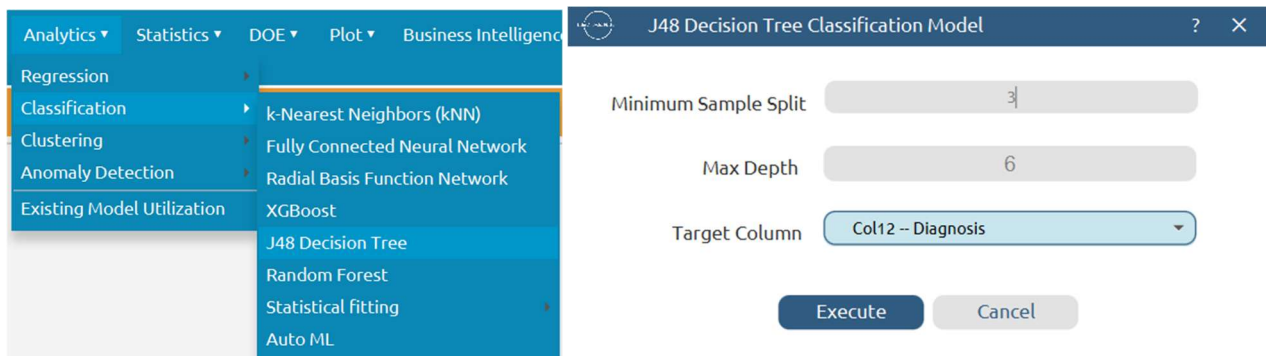 Analytics ▾ Statistics ▾ DOE ▾ Plot ▾ Business Intelligenc
Regression
Classification
Clustering
Anomaly Detection
Existing Model Utilization
k-Nearest Neighbors (kNN)
Fully Connected Neural Network
Radial Basis Function Network
XGBoost
J48 Decision Tree
Random Forest
Statistical fitting
Auto ML
J48 Decision Tree Classification Model ? ×
Minimum Sample Split 3
Max Depth 6
Target Column Col12 -- Diagnosis
Execute Cancel